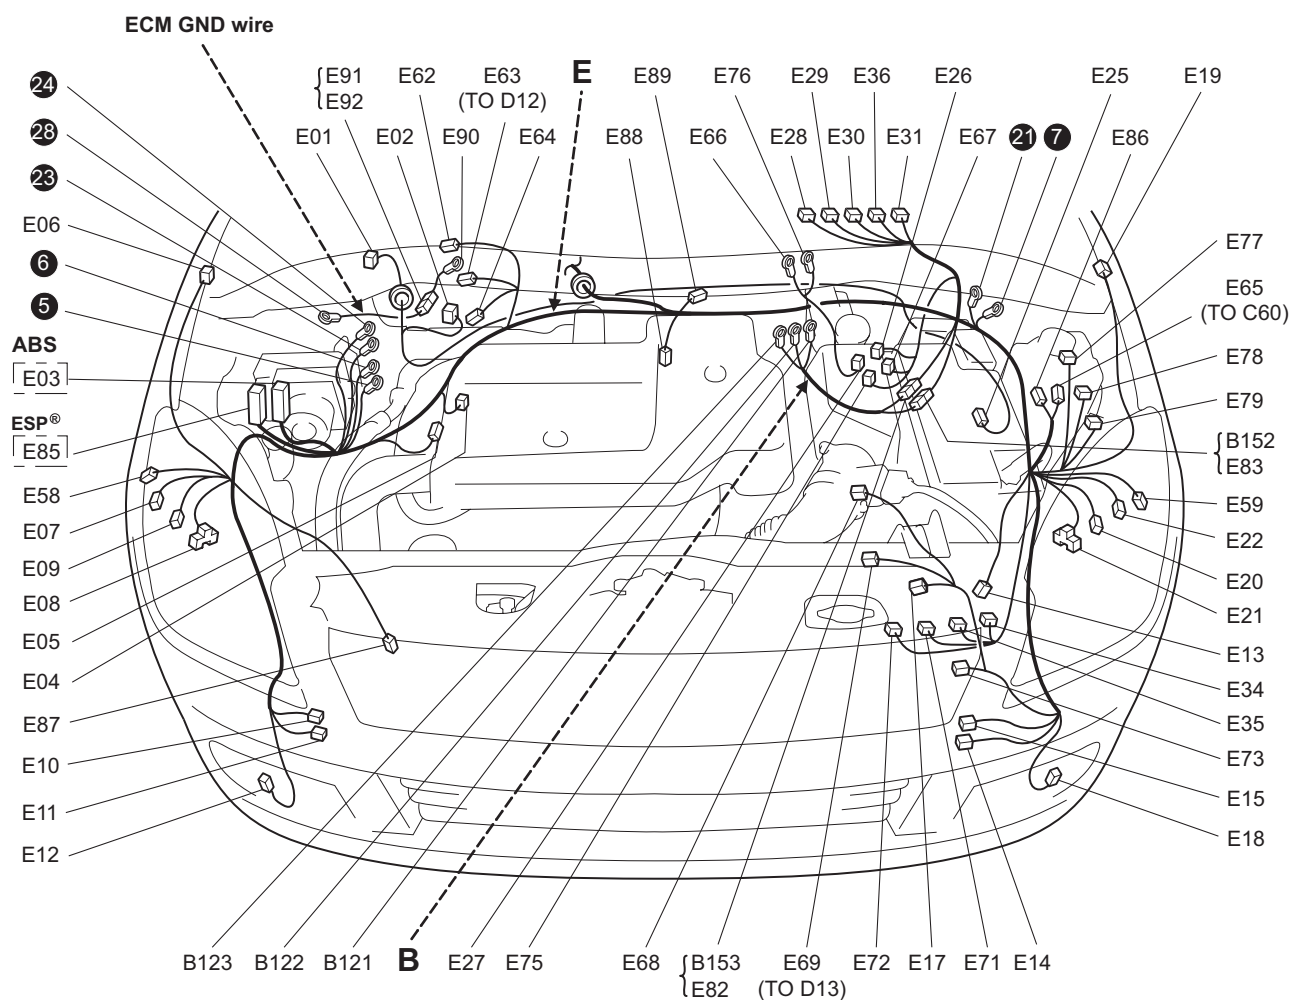 ECM GND wire
24
E91
E92
E62
E63
(TO D12)
E
E89
E76
E29
E36
E26
E25
E19
28
E01
E02
E90
E64
E88
E66
E28
E30
E31
E67
21
7
E86
23
E06
6
5
ABS
E03
ESP®
E85
E58
E07
E09
E08
E05
E04
E87
E10
E11
E12
E77
E65
(TO C60)
E78
E79
B152
E83
E59
E22
E20
E21
E13
E34
E35
E73
E15
E18
B123
B122
B121
B
E27
E75
E68
B153
E82
E69
(TO D13)
E72
E17
E71
E14